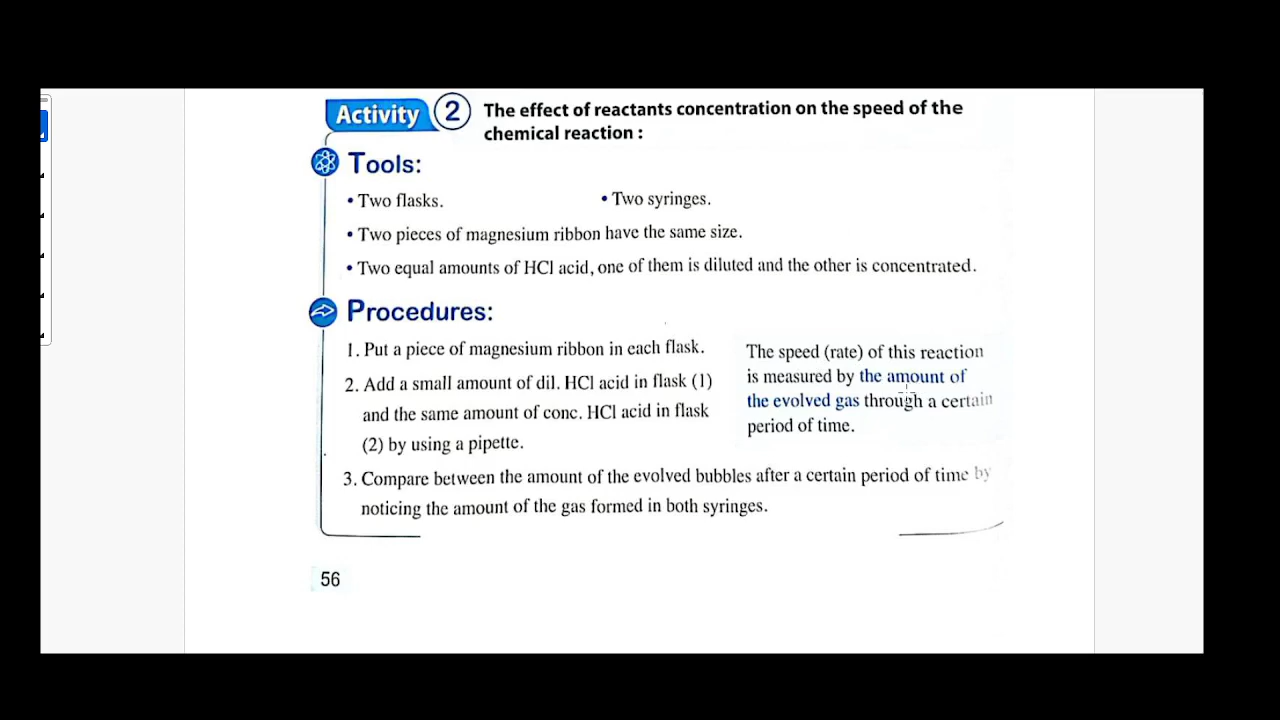 Activity 2 The effect of reactants concentration on the speed of the
chemical reaction :
Tools:
• Two flasks. • Two syringes.
• Two pieces of magnesium ribbon have the same size.
• Two equal amounts of HCl acid, one of them is diluted and the other is concentrated.
Procedures:
1. Put a piece of magnesium ribbon in each flask.
2. Add a small amount of dil. HCl acid in flask (1)
and the same amount of conc. HCl acid in flask
(2) by using a pipette.
The speed (rate) of this reaction
is measured by the amount of
the evolved gas through a certain
period of time.
3. Compare between the amount of the evolved bubbles after a certain period of time by
noticing the amount of the gas formed in both syringes.
56